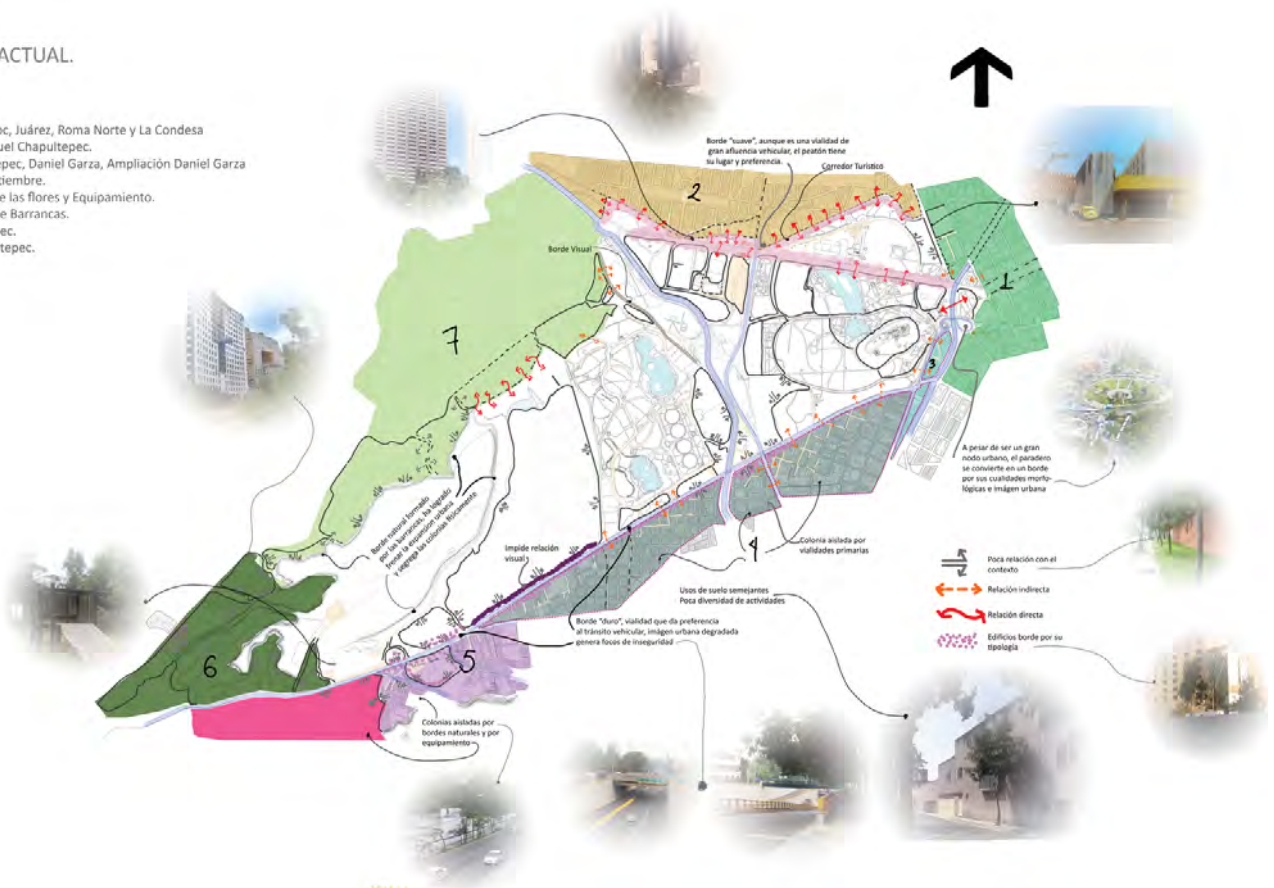 ACTUAL.
oc, Juárez, Roma Norte y La Condesa
uel Chapultepec.
epec, Daniel Garza, Ampliación Daniel Garza
tiembre.
e las flores y Equipamiento.
e Barrancas.
ec.
tepec.
Borde "suave", aunque es una vialidad de
gran afluencia vehicular, el peatón tiene
su lugar y preferencia.
Corredor Turístico
2
1
Borde Visual
7
3
A pesar de ser un gran
nodo urbano, el paradero
se convierte en un borde
por sus cualidades morfo-
lógicas e imágen urbana
Borde natural formado
por las barrancas, ha logrado
frenar la expansion urbana
y segrega las colonias físicamente
Impide relación
visual
4
Colonia aislada por
vialidades primarias
Usos de suelo semejantes
Poca diversidad de actividades
Borde "duro", vialidad que da preferencia
al tránsito vehicular, imágen urbana degradada
genera focos de inseguridad
6
5
Colonias aisladas por
bordes naturales y por
equipamiento
Poca relación con el
contexto
Relación indirecta
Relación directa
Edificios borde por su
tipología